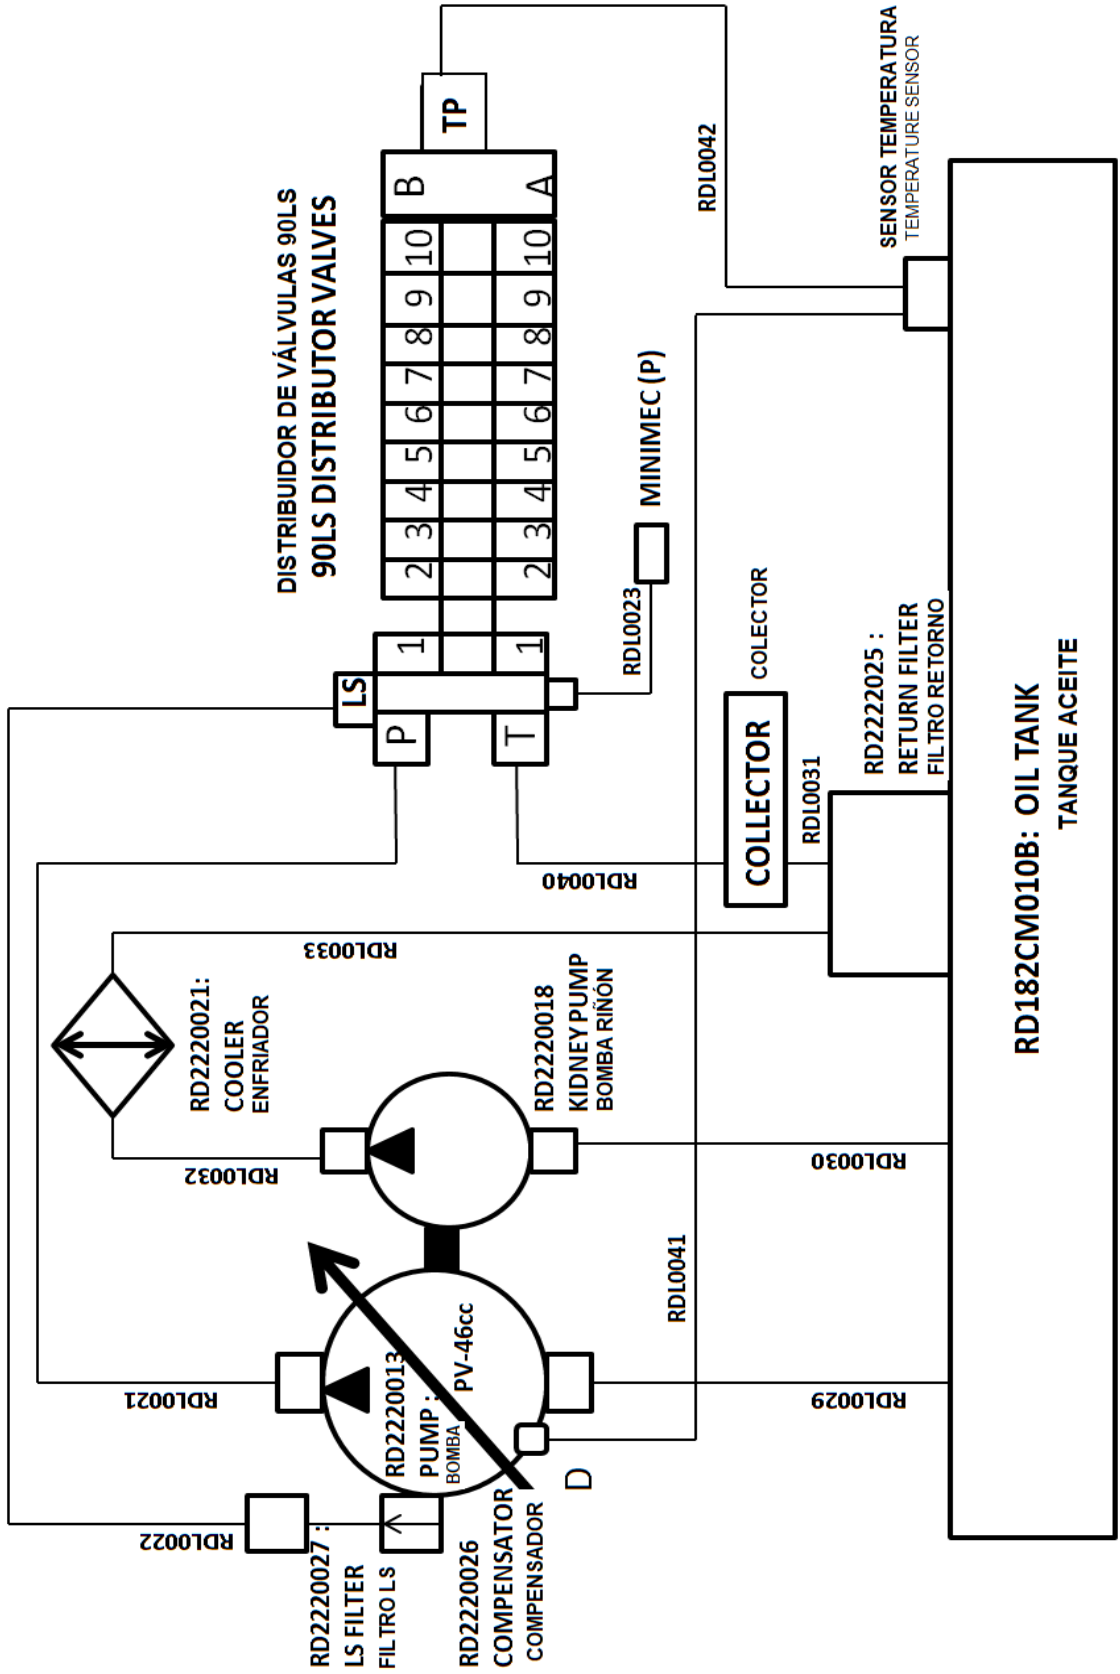 RD2220027 :
LS FILTER
FILTRO LS
RD2220026
COMPENSATOR
COMPENSADOR
RDL0022
RDL0021
RD2220013
PUMP :
BOMBA
PV-46cc
D
RDL0029
RDL0041
RDL0032
RD2220021:
COOLER
ENFRIADOR
RD2220018
KIDNEY PUMP
BOMBA RIÑÓN
RDL0030
RDL0033
RDL0040
COLLECTOR
COLECTOR
RDL0031
RD2222025 :
RETURN FILTER
FILTRO RETORNO
LS
P
T
1
1
DISTRIBUIDOR DE VÁLVULAS 90LS
90LS DISTRIBUTOR VALVES
2 3 4 5 6 7 8 9 10 B
2 3 4 5 6 7 8 9 10 A
TP
RDL0023
MINIMEC (P)
RDL0042
SENSOR TEMPERATURA
TEMPERATURE SENSOR
RD182CM010B: OIL TANK
TANQUE ACEITE